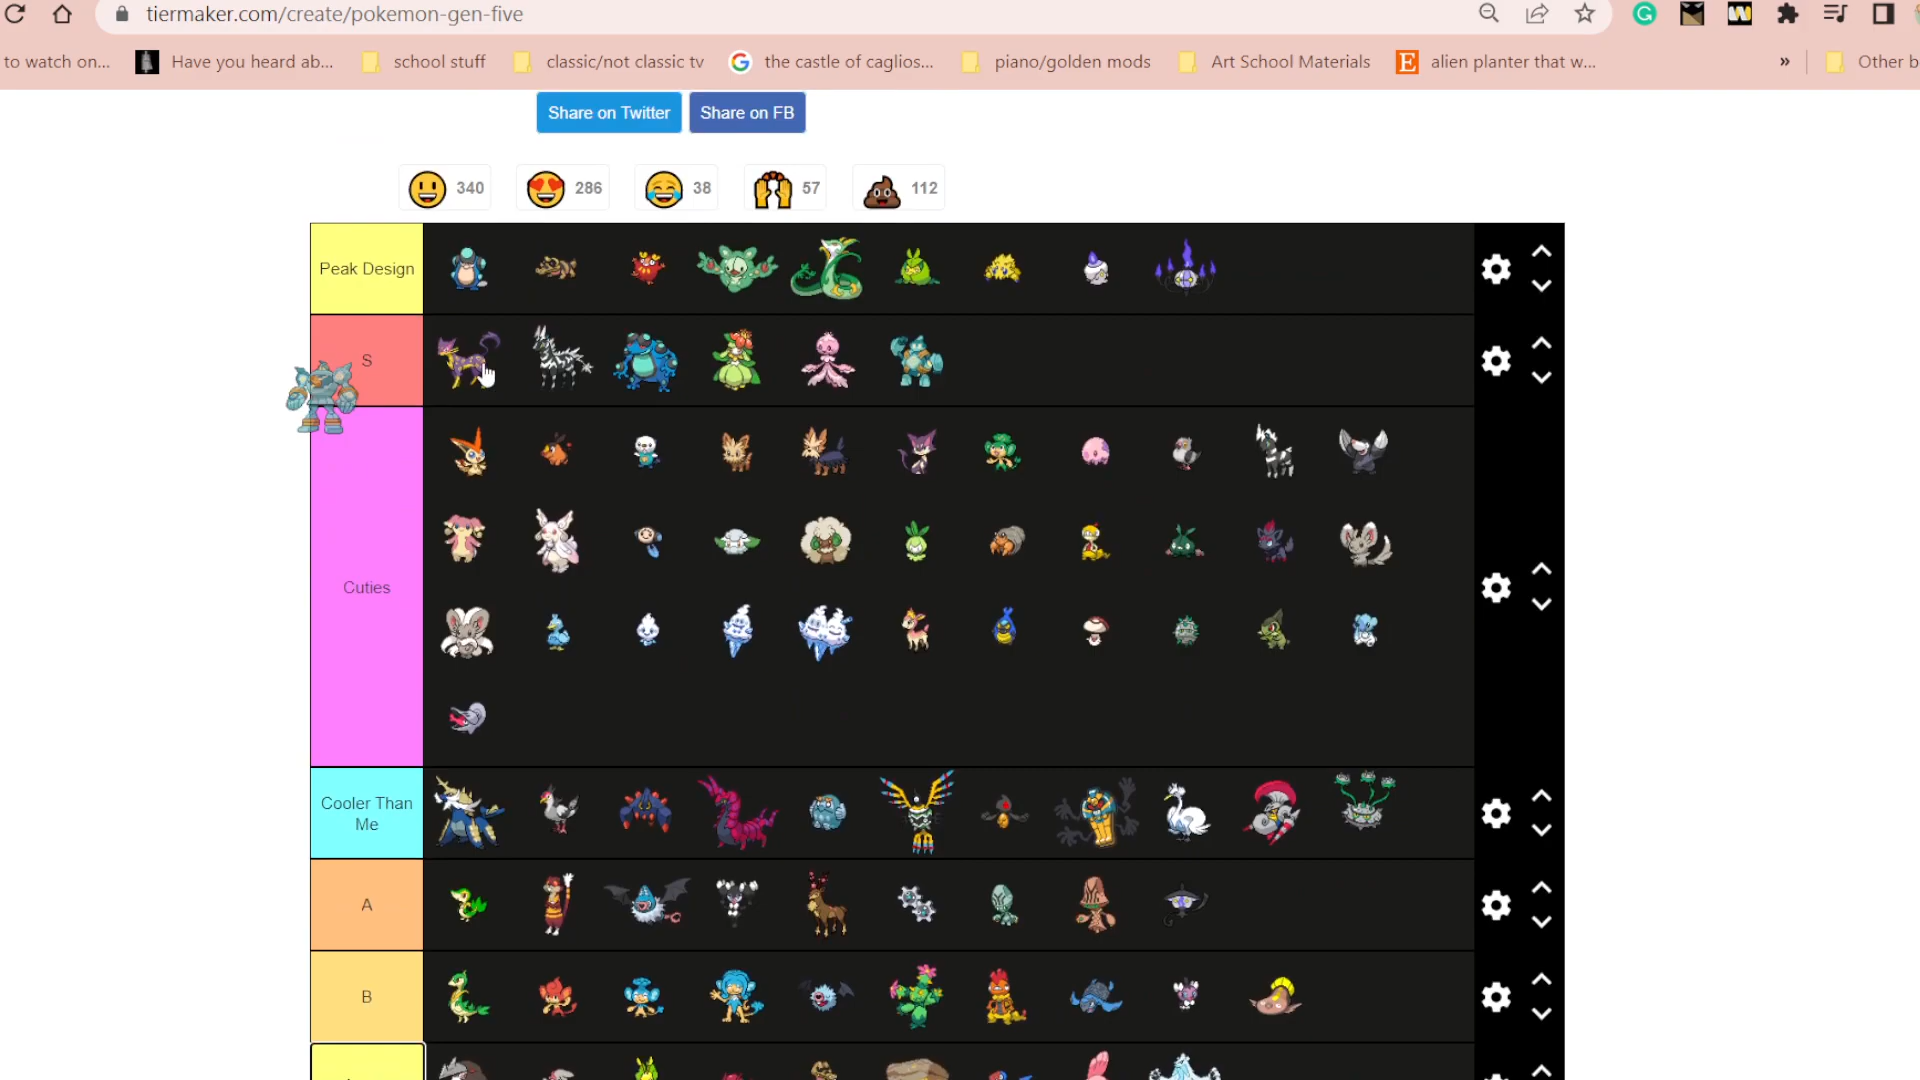 tiermaker.com/create/pokemon-gen-five
to watch on... Have you heard ab... school stuff classic/not classic tv the castle of caglios... piano/golden mods Art School Materials alien planter that w... » Other b
Share on Twitter Share on FB
340 286 38 57 112
Peak Design
S
Cuties
Cooler Than
Me
A
B